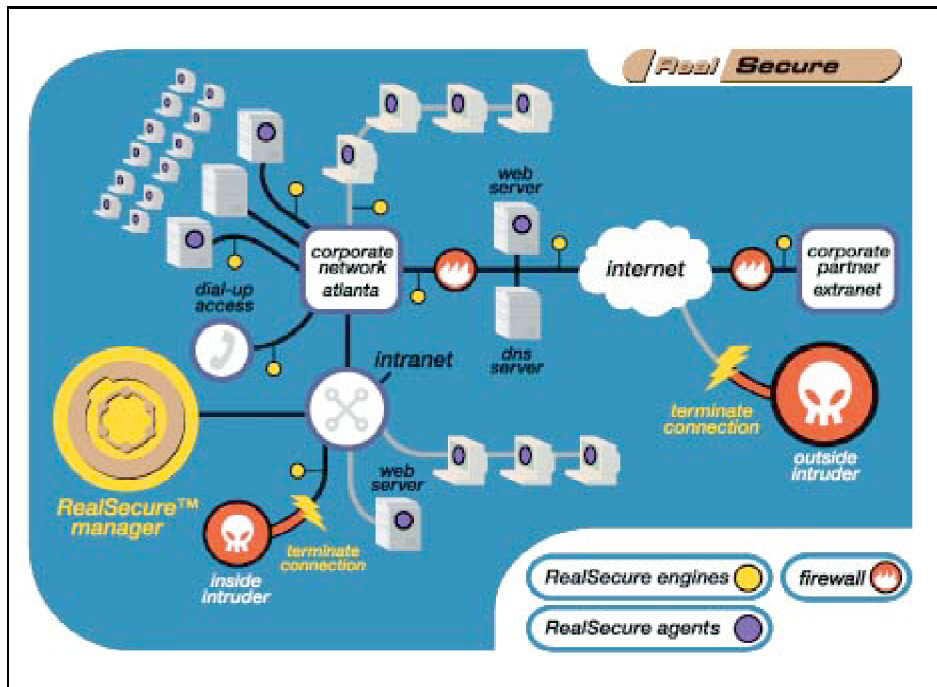 Real Secure
web
server
corporate
network
atlanta
internet
corporate
partner
extranet
dial-up
access
dns
server
intranet
terminate
connection
outside
intruder
RealSecure™
manager
web
server
terminate
connection
inside
intruder
RealSecure engines
firewall
RealSecure agents